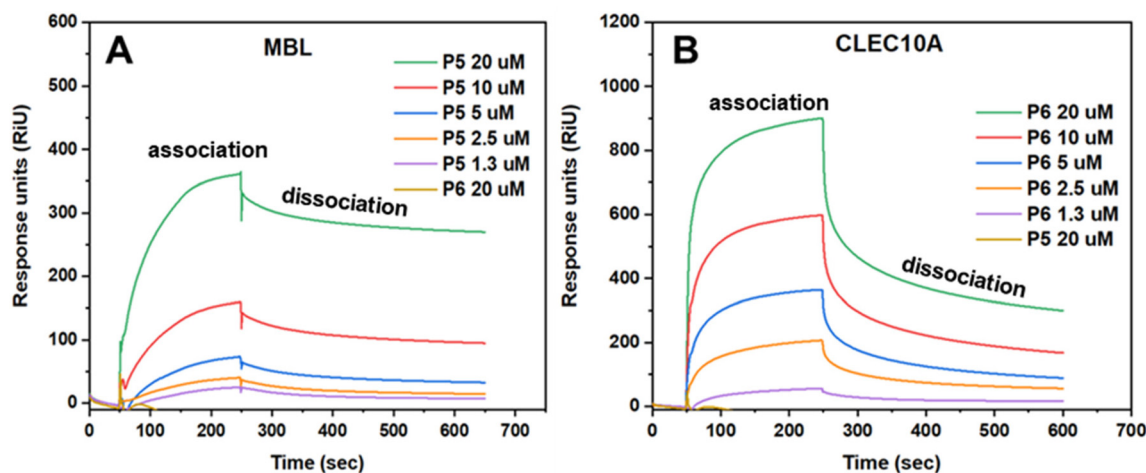 A
MBL
P5 20 uM
P5 10 uM
P5 5 uM
P5 2.5 uM
P5 1.3 uM
P6 20 uM
association
dissociation
Response units (RiU)
600
500
400
300
200
100
0
0 100 200 300 400 500 600 700
Time (sec)
B
CLEC10A
P6 20 uM
P6 10 uM
P6 5 uM
P6 2.5 uM
P6 1.3 uM
P5 20 uM
association
dissociation
Response units (RiU)
1200
1000
800
600
400
200
0
0 100 200 300 400 500 600 700
Time (sec)